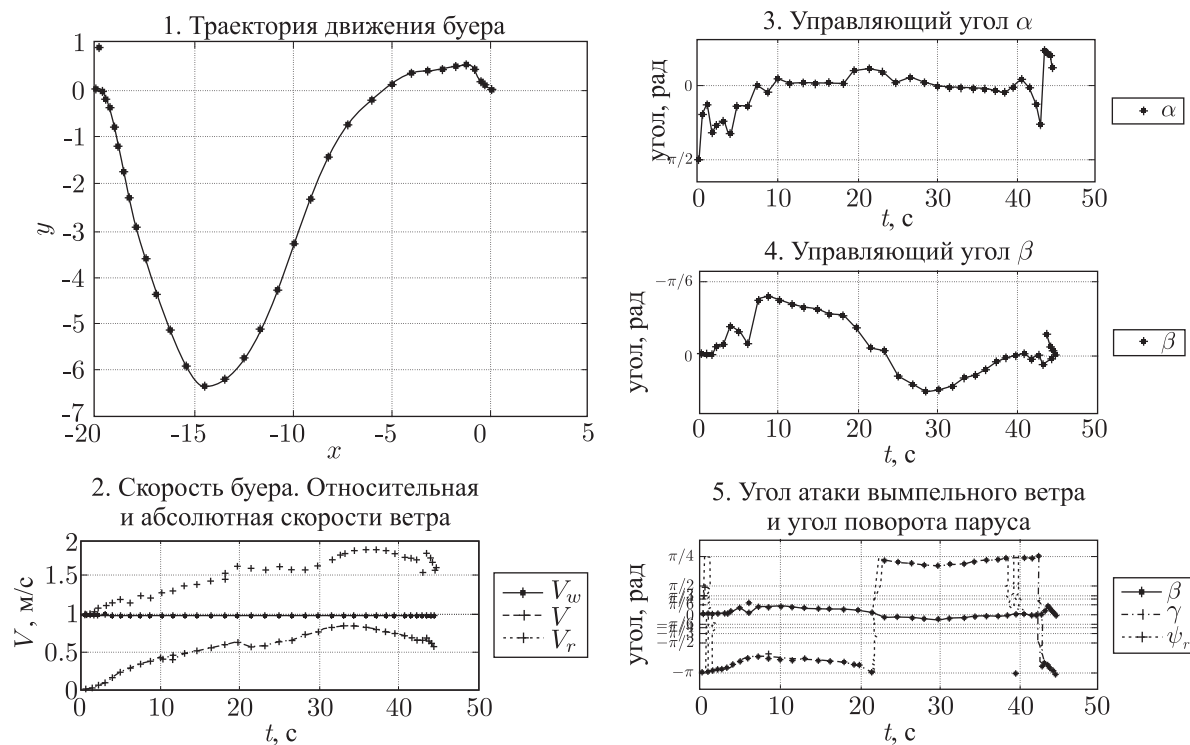 1. Траектория движения буера
1
0
-1
-2
-3
-4
-5
-6
-7
y
-20
-15
-10
-5
0
5
x
2. Скорость буера. Относительная
и абсолютная скорости ветра
2
1.5
1
0.5
0
V, м/с
0
10
20
30
40
50
t, с
V_w
V
V_r
3. Управляющий угол α
0
-π/2
угол, рад
0
10
20
30
40
50
t, с
α
4. Управляющий угол β
-π/6
0
угол, рад
0
10
20
30
40
50
t, с
β
5. Угол атаки вымпельного ветра
и угол поворота паруса
π/4
π/2
π/6
-π/2
-π
угол, рад
0
10
20
30
40
50
t, с
β
γ
ψ_r